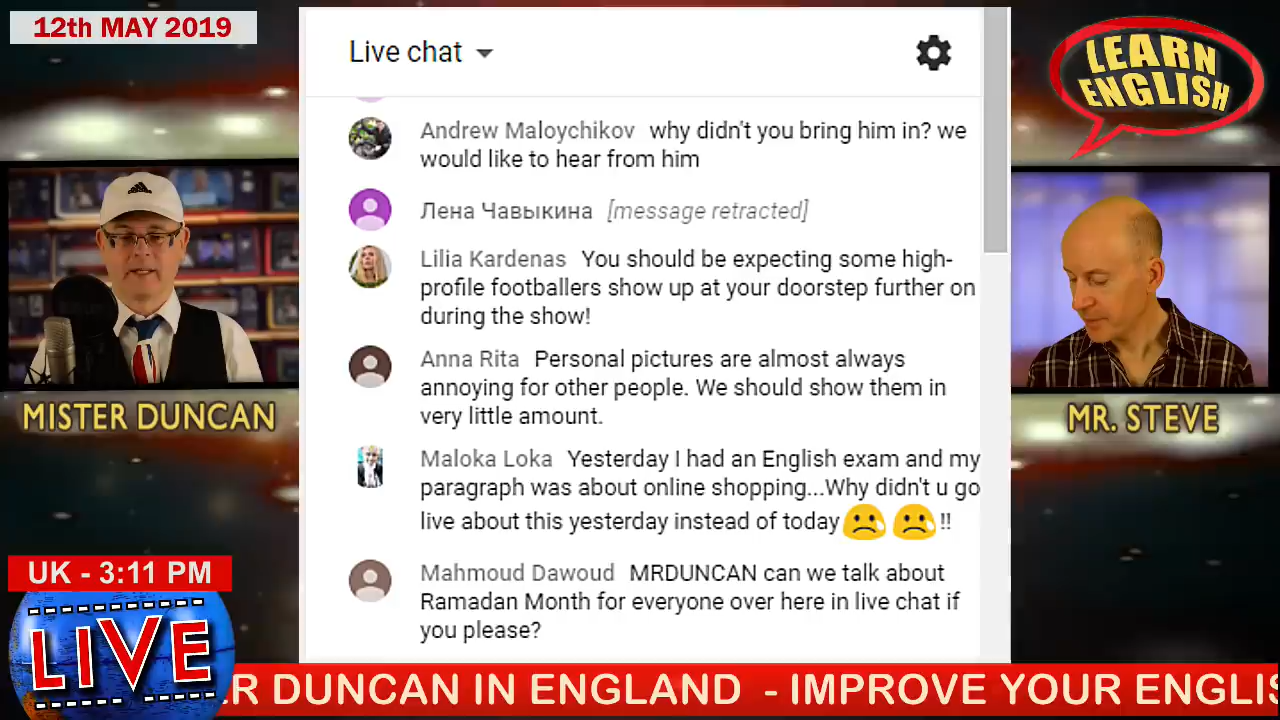 12th MAY 2019
Live chat
LEARN
ENGLISH
Andrew Maloychikov why didn't you bring him in? we
would like to hear from him
Лена Чавыкина [message retracted]
Lilia Kardenas You should be expecting some high-
profile footballers show up at your doorstep further on
during the show!
Anna Rita Personal pictures are almost always
annoying for other people. We should show them in
very little amount.
Maloka Loka Yesterday I had an English exam and my
paragraph was about online shopping...Why didn't u go
live about this yesterday instead of today😢😢!!
Mahmoud Dawoud MRDUNCAN can we talk about
Ramadan Month for everyone over here in live chat if
you please?
MISTER DUNCAN
MR. STEVE
UK - 3:11 PM
LIVE
ER DUNCAN IN ENGLAND - IMPROVE YOUR ENGLIS